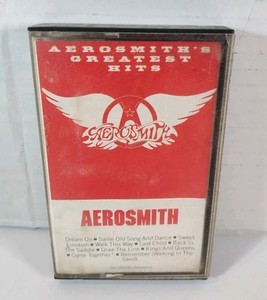 AEROSMITH'S
GREATEST
HITS
AEROSMITH
AEROSMITH
Dream On • Same Old Song And Dance • Sweet
Emotion • Walk This Way • Last Child • Back In
The Saddle • Draw The Line • Kings And Queens
• Come Together* • Remember (Walking In The
Sand)